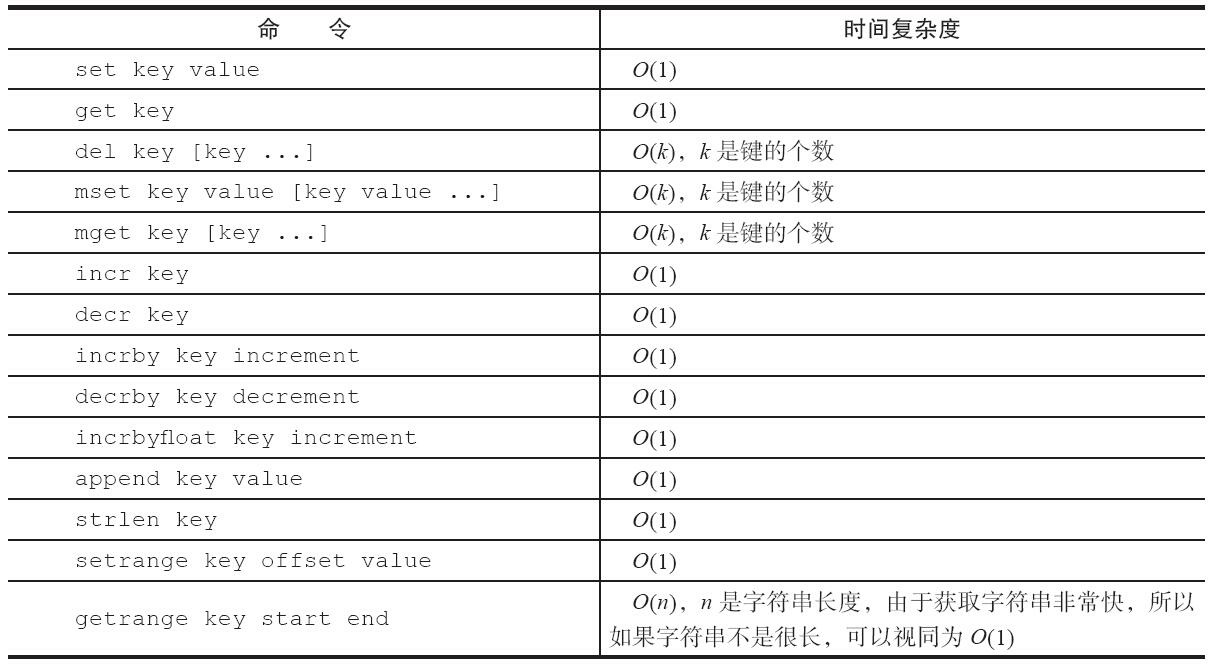 命 令 时间复杂度
set key value O(1)
get key O(1)
del key [key ...] O(k)，k 是键的个数
mset key value [key value ...] O(k)，k 是键的个数
mget key [key ...] O(k)，k 是键的个数
incr key O(1)
decr key O(1)
incrby key increment O(1)
decrby key decrement O(1)
incrbyfloat key increment O(1)
append key value O(1)
strlen key O(1)
setrange key offset value O(1)
getrange key start end O(n)，n 是字符串长度，由于获取字符串非常快，所以
如果字符串不是很长，可以视同为 O(1)